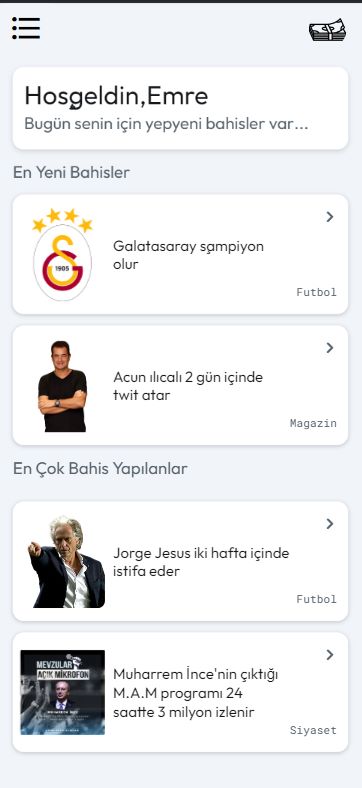 Hosgeldin,Emre
Bugün senin için yepyeni bahisler var...
En Yeni Bahisler
1905
Galatasaray sşmpiyon
olur
Futbol
Acun ılıcalı 2 gün içinde
twit atar
Magazin
En Çok Bahis Yapılanlar
Jorge Jesus iki hafta içinde
istifa eder
Futbol
MEVZULAR
AÇIK MİKROFON
Muharrem İnce'nin çıktığı
M.A.M programı 24
saatte 3 milyon izlenir
Siyaset